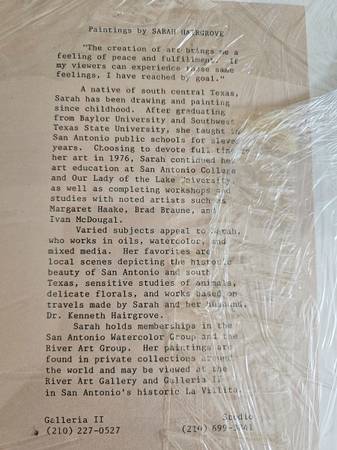 Paintings by SARAH HAIRGROVE
"The creation of art brings me a
feeling of peace and fulfillment. If
my viewers can experience these same
feelings, I have reached by goal."
A native of south central Texas,
Sarah has been drawing and painting
since childhood. After graduating
from Baylor University and Southwest
Texas State University, she taught in
San Antonio public schools for eleven
years. Choosing to devote full time to
her art in 1976, Sarah continued her
art education at San Antonio College
and Our Lady of the Lake University,
as well as completing workshops and
studies with noted artists such as
Margaret Haake, Brad Braune, and
Ivan McDougal.
Varied subjects appeal to Sarah,
who works in oils, watercolor, and
mixed media. Her favorites are
local scenes depicting the historic
beauty of San Antonio and south
Texas, sensitive studies of animals,
delicate florals, and works based on
travels made by Sarah and her husband,
Dr. Kenneth Hairgrove.
Sarah holds memberships in the
San Antonio Watercolor Group and the
River Art Group. Her paintings are
found in private collections around
the world and may be viewed at the
River Art Gallery and Galleria II
in San Antonio's historic La Villita.
Galleria II Studio
(210) 227-0527 (210)